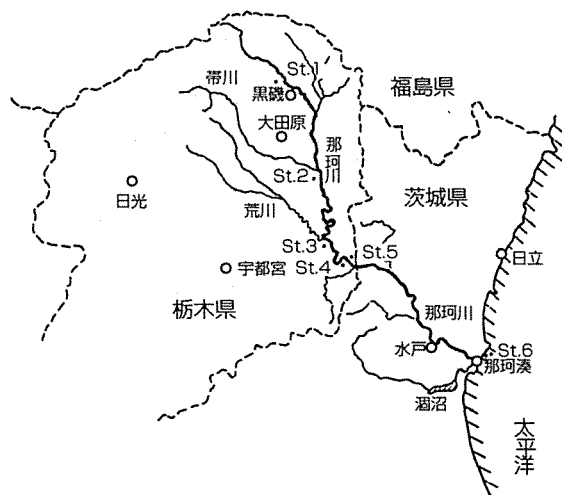 St.1
帯川
黒磯
福島県
大田原
那珂川
St.2
茨城県
日光
荒川
St.3
St.5
日立
宇都宮
St.4
栃木県
那珂川
水戸
St.6
那珂湊
涸沼
太平洋